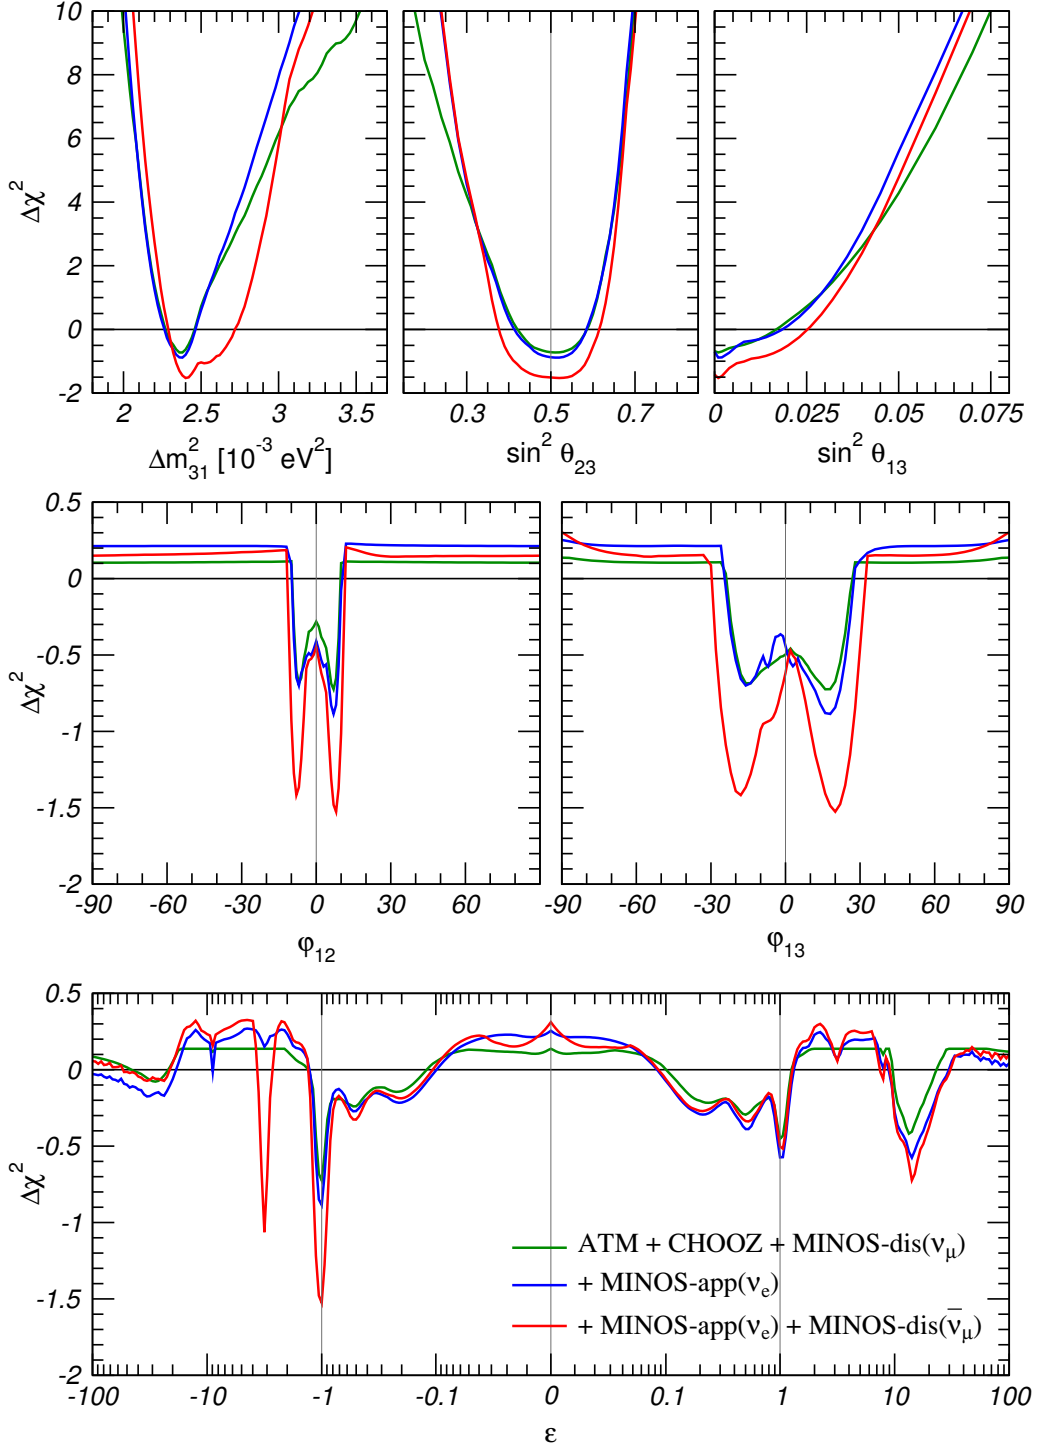 10
8
6
4
2
0
-2
Δχ²
2 2.5 3 3.5
0.3 0.5 0.7
0 0.025 0.05 0.075
Δm²₃₁ [10⁻³ eV²]
sin² θ₂₃
sin² θ₁₃
0.5
0
-0.5
-1
-1.5
-2
Δχ²
-90 -60 -30 0 30 60
-90 -60 -30 0 30 60 90
φ₁₂
φ₁₃
0.5
0
-0.5
-1
-1.5
-2
Δχ²
ATM + CHOOZ + MINOS-dis(ν_μ)
+ MINOS-app(νₑ)
+ MINOS-app(νₑ) + MINOS-dis(ν̅_μ)
-100 -10 -1 -0.1 0 0.1 1 10 100
ε